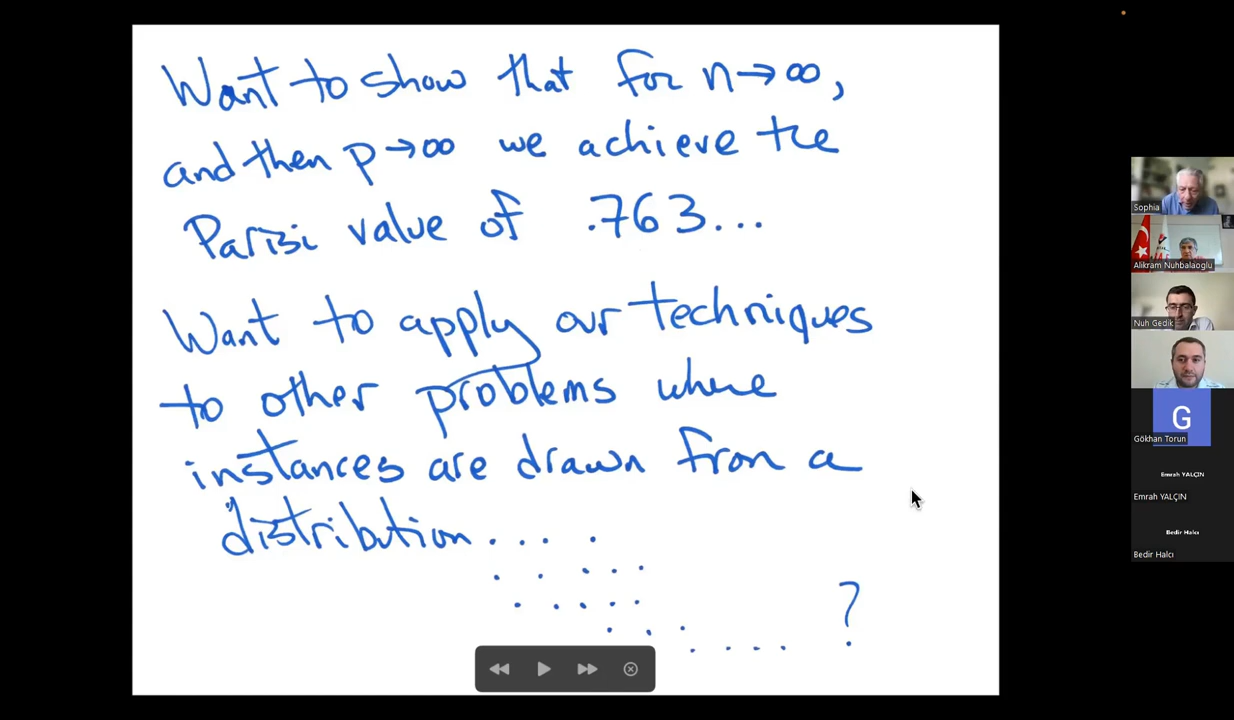 Want to show that for n→∞,
and then p→∞ we achieve the
Parisi value of .763...
Want to apply our techniques
to other problems where
instances are drawn from a
distribution.... 
?
Sophia
Alikram Nuhbalaoglu
Nuh Gedik
G
Gökhan Torun
Emrah YALÇIN
Emrah YALÇIN
Bedir Halcı
Bedir Halcı